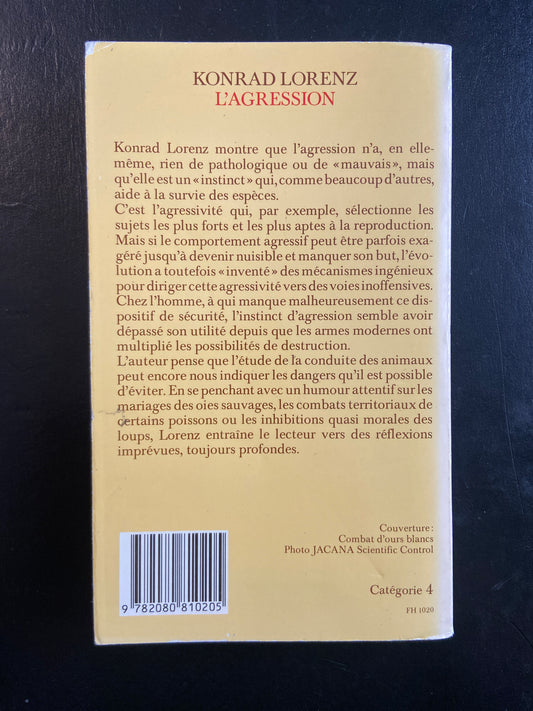 KONRAD LORENZ
L'AGRESSION
Konrad Lorenz montre que l'agression n'a, en elle-
même, rien de pathologique ou de «mauvais», mais
qu'elle est un «instinct» qui, comme beaucoup d'autres,
aide à la survie des espèces.
C'est l'agressivité qui, par exemple, sélectionne les
sujets les plus forts et les plus aptes à la reproduction.
Mais si le comportement agressif peut être parfois exa-
géré jusqu'à devenir nuisible et manquer son but, l'évo-
lution a toutefois «inventé» des mécanismes ingénieux
pour diriger cette agressivité vers des voies inoffensives.
Chez l'homme, à qui manque malheureusement ce dis-
positif de sécurité, l'instinct d'agression semble avoir
dépassé son utilité depuis que les armes modernes ont
multiplié les possibilités de destruction.
L'auteur pense que l'étude de la conduite des animaux
peut encore nous indiquer les dangers qu'il est possible
d'éviter. En se penchant avec un humour attentif sur les
mariages des oies sauvages, les combats territoriaux de
certains poissons ou les inhibitions quasi morales des
loups, Lorenz entraîne le lecteur vers des réflexions
imprévues, toujours profondes.
Couverture :
Combat d'ours blancs
Photo JACANA Scientific Control
9 782080 810205
Catégorie 4
FH 1020